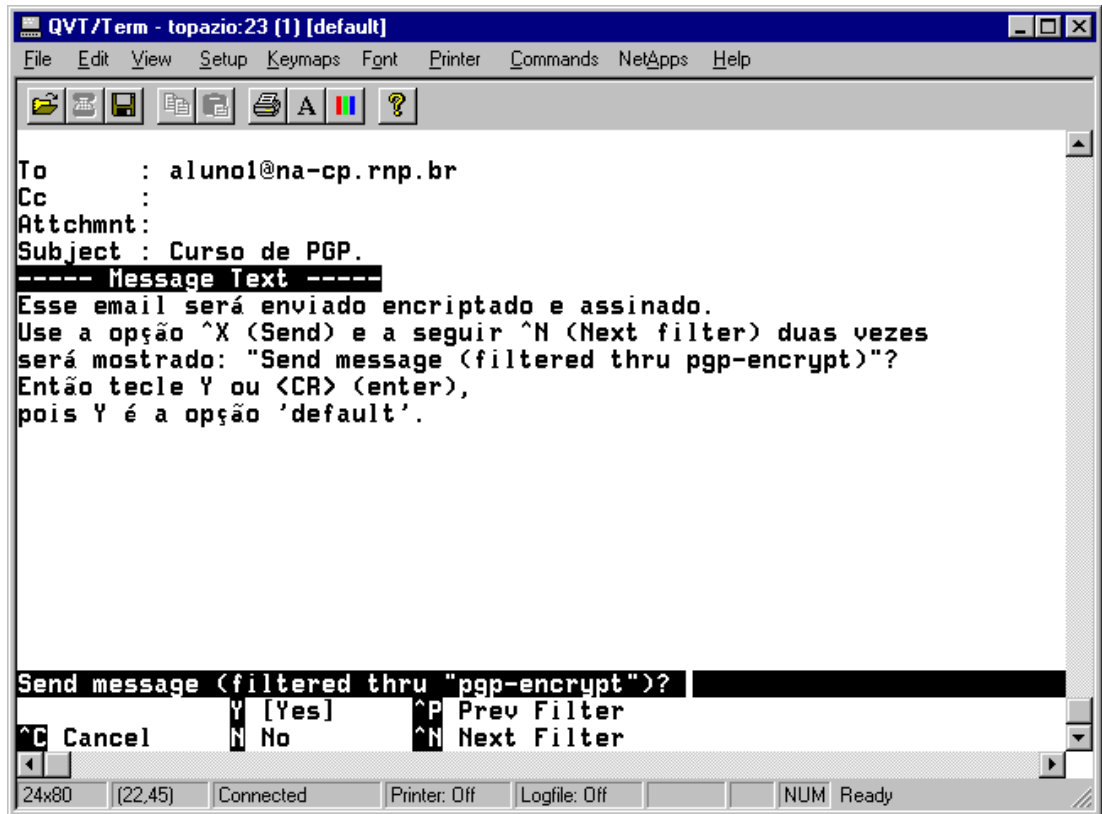 QVT/Term - topazio:23 (1) [default]
File Edit View Setup Keymaps Font Printer Commands NetApps Help
A ?
To : aluno1@na-cp.rnp.br
Cc :
Attchmnt:
Subject : Curso de PGP.
----- Message Text -----
Esse email será enviado encriptado e assinado.
Use a opção ^X (Send) e a seguir ^N (Next filter) duas vezes
será mostrado: "Send message (filtered thru pgp-encrypt)"?
Então tecle Y ou <CR> (enter),
pois Y é a opção 'default'.
Send message (filtered thru "pgp-encrypt")?
Y [Yes] ^P Prev Filter
^C Cancel N No ^N Next Filter
24x80 (22,45) Connected Printer: Off Logfile: Off NUM Ready